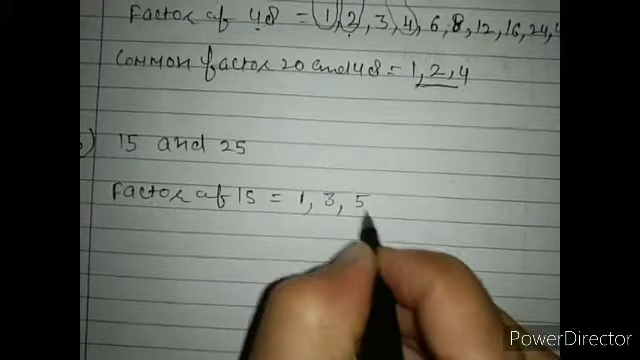 Factor of 48 = 1, 2, 3, 4, 6, 8, 12, 16, 24,
Common factor 20 and 48 = 1, 2, 4
) 15 and 25
Factor of 15 = 1, 3, 5
PowerDirector